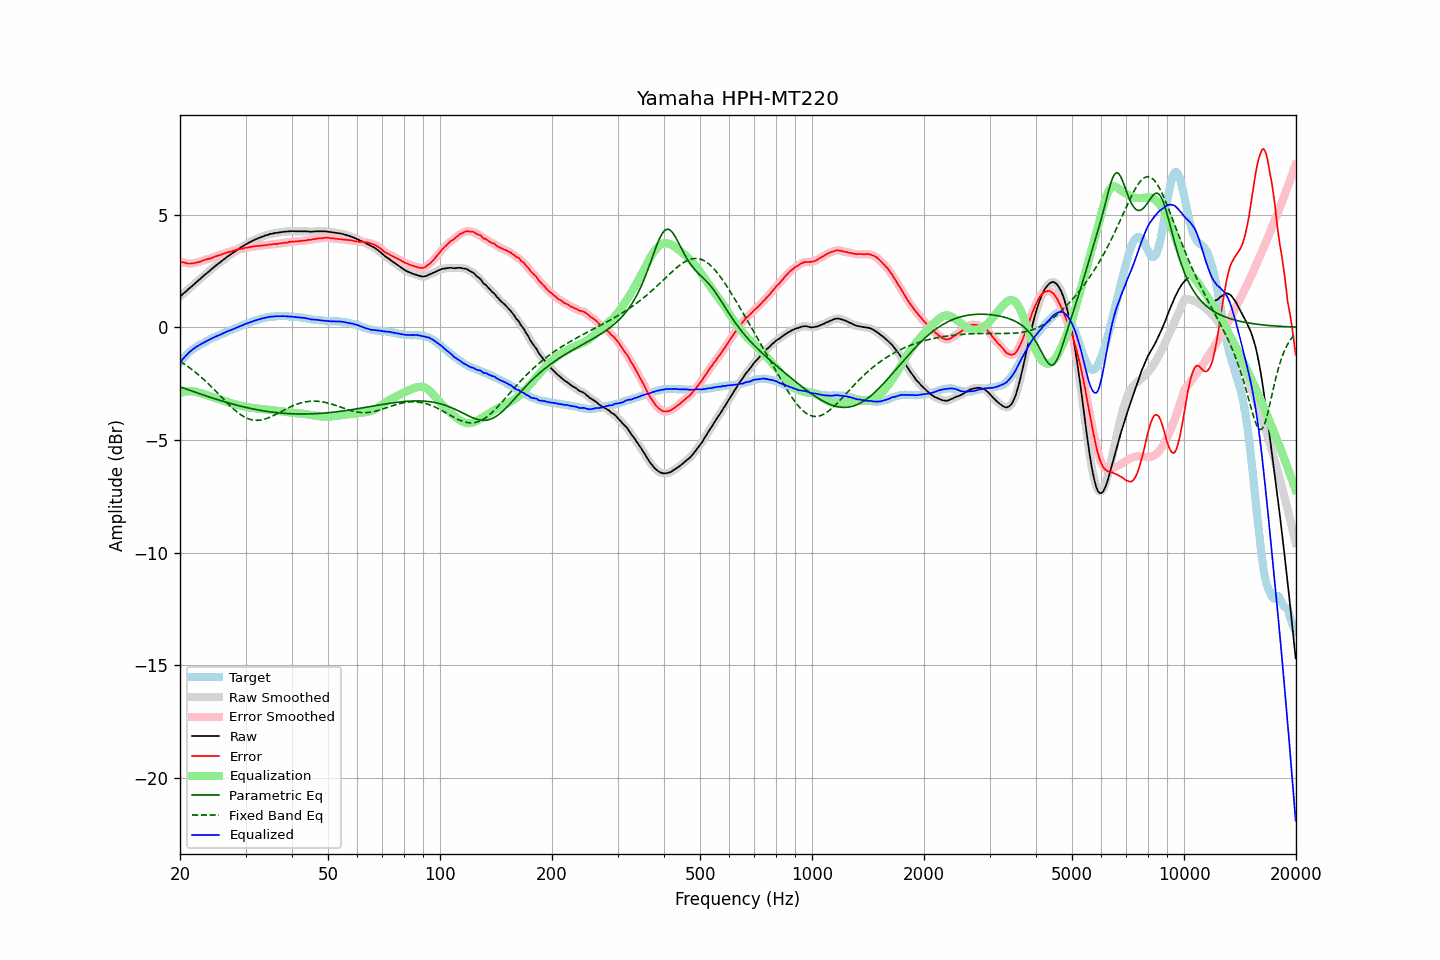 Yamaha HPH-MT220
Amplitude (dBr)
5
0
−5
−10
−15
−20
Target
Raw Smoothed
Error Smoothed
Raw
Error
Equalization
Parametric Eq
Fixed Band Eq
Equalized
20 50 100 200 500 1000 2000 5000 10000 20000
Frequency (Hz)